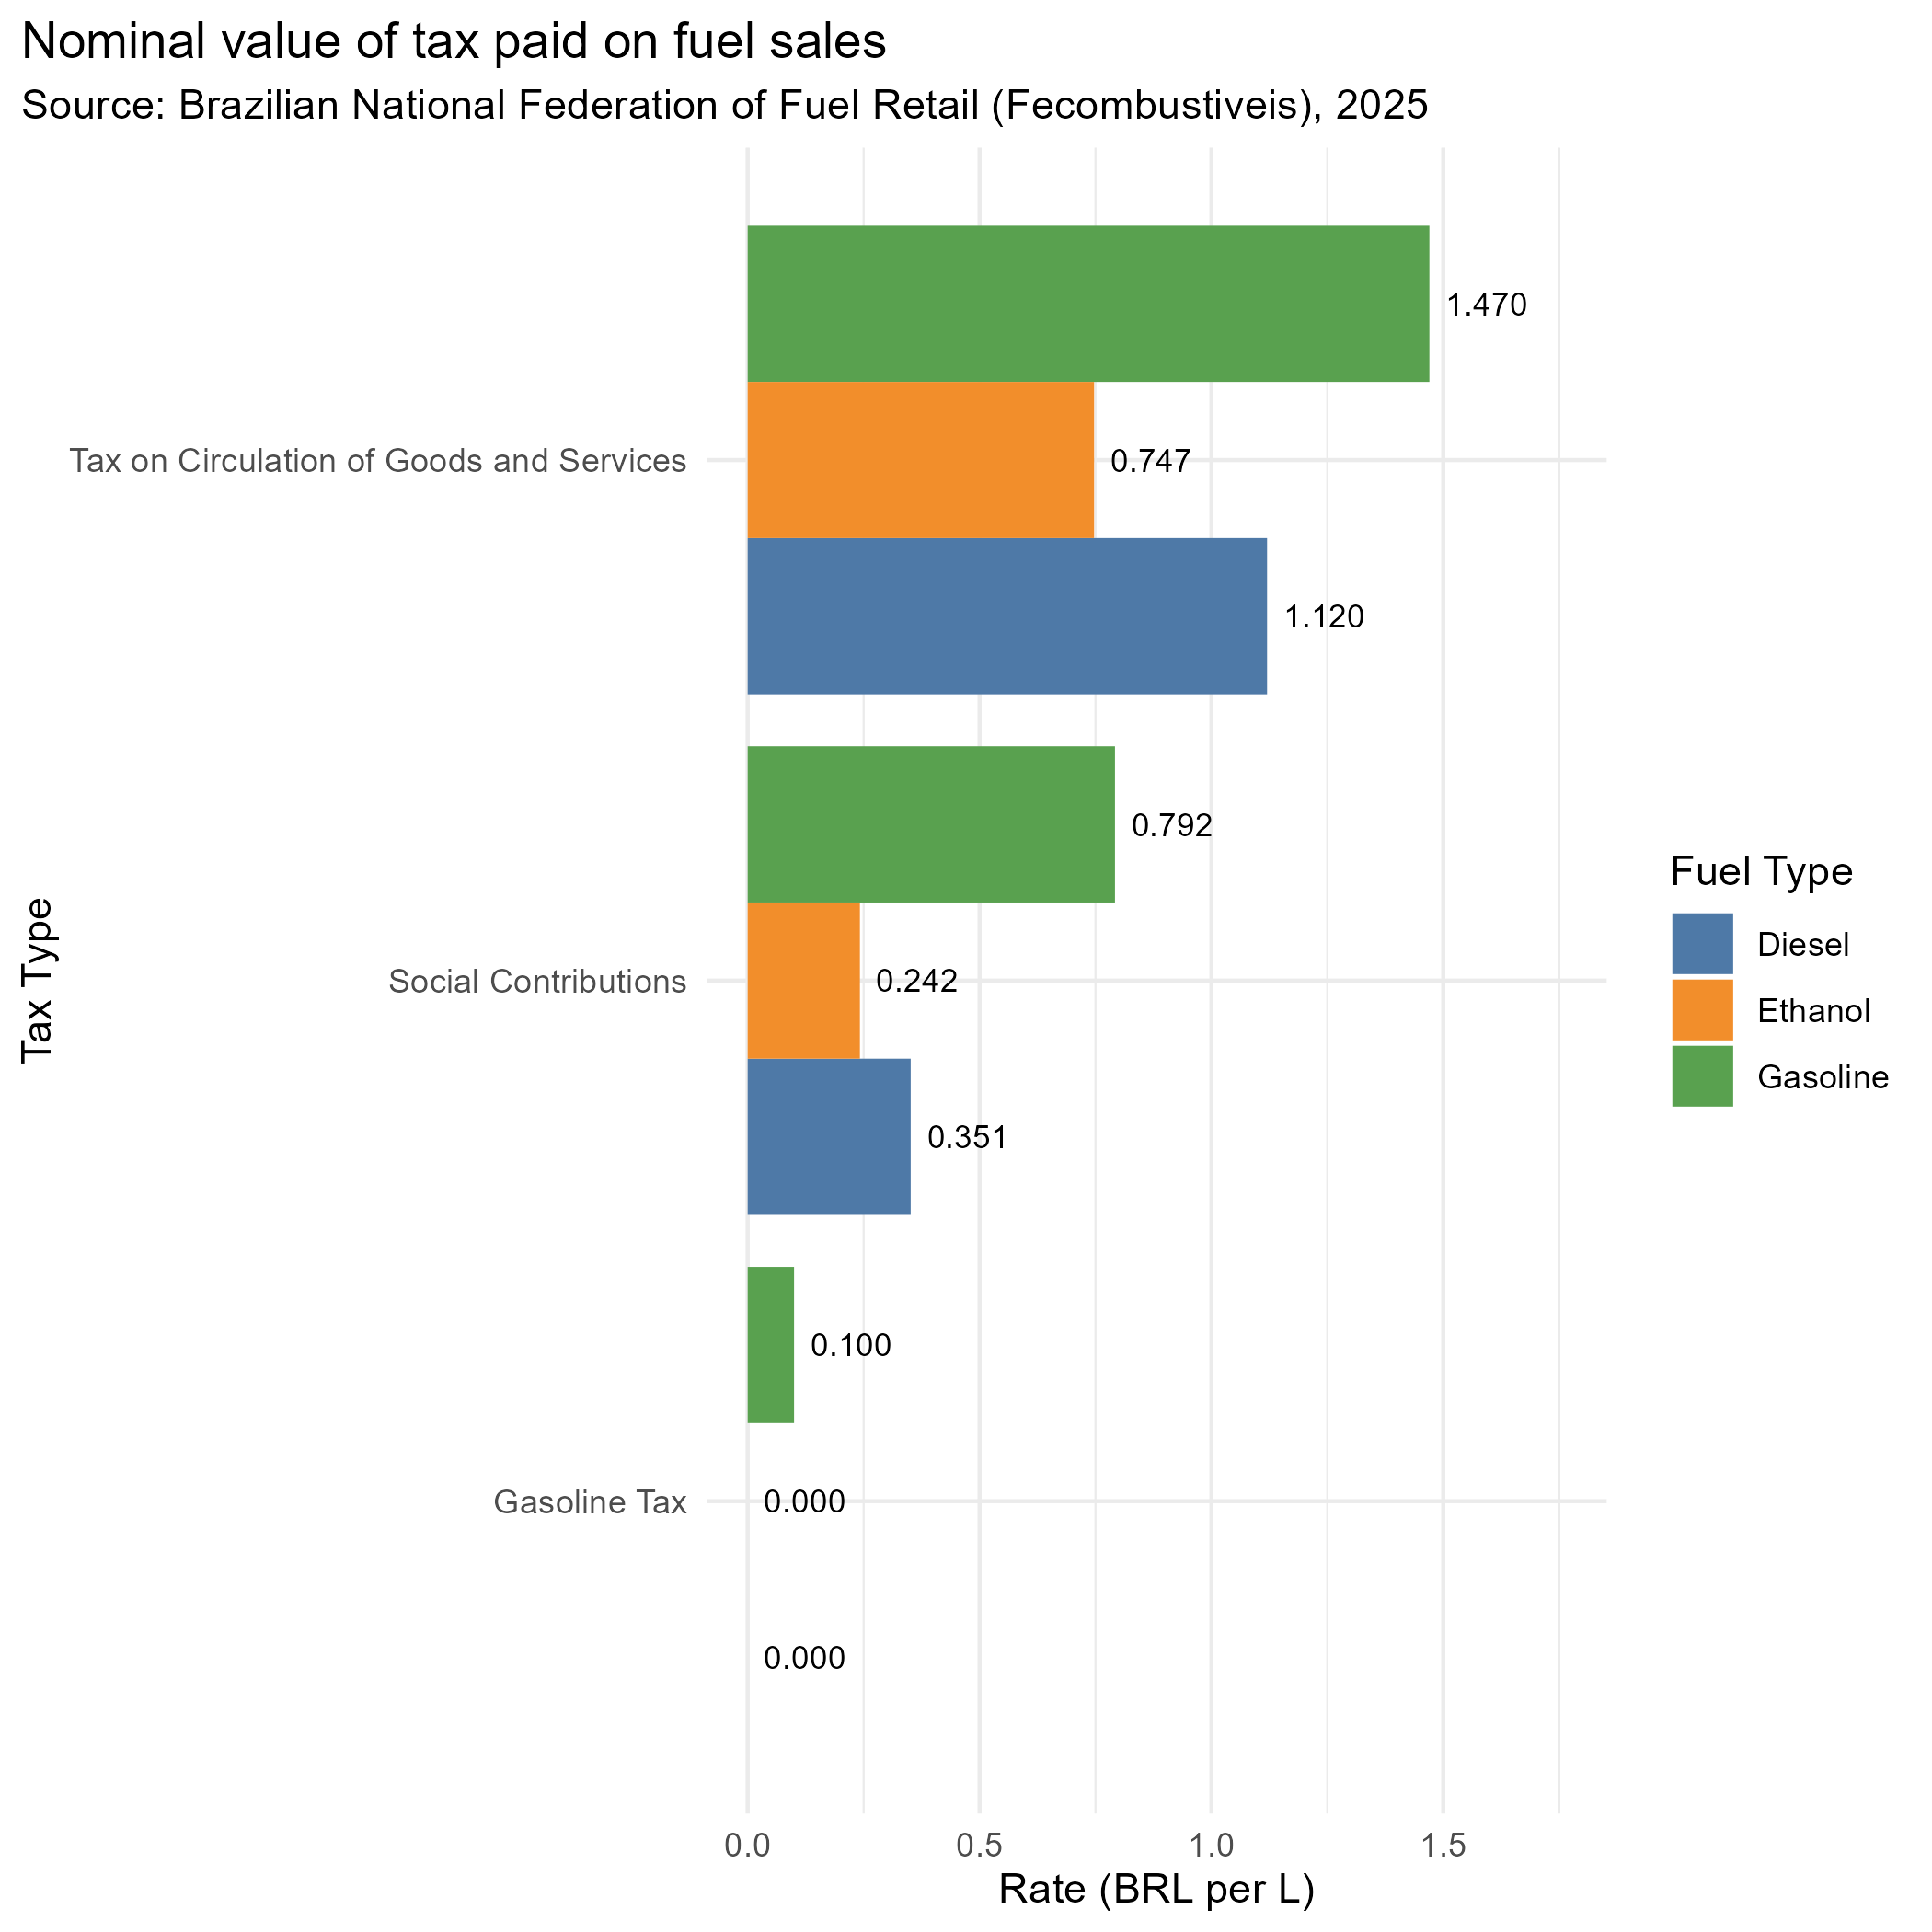 Nominal value of tax paid on fuel sales
Source: Brazilian National Federation of Fuel Retail (Fecombustiveis), 2025
1.470
Tax on Circulation of Goods and Services
0.747
1.120
0.792
Social Contributions
0.242
0.351
0.100
Gasoline Tax
0.000
0.000
Tax Type
0.0 0.5 1.0 1.5
Rate (BRL per L)
Fuel Type
Diesel
Ethanol
Gasoline